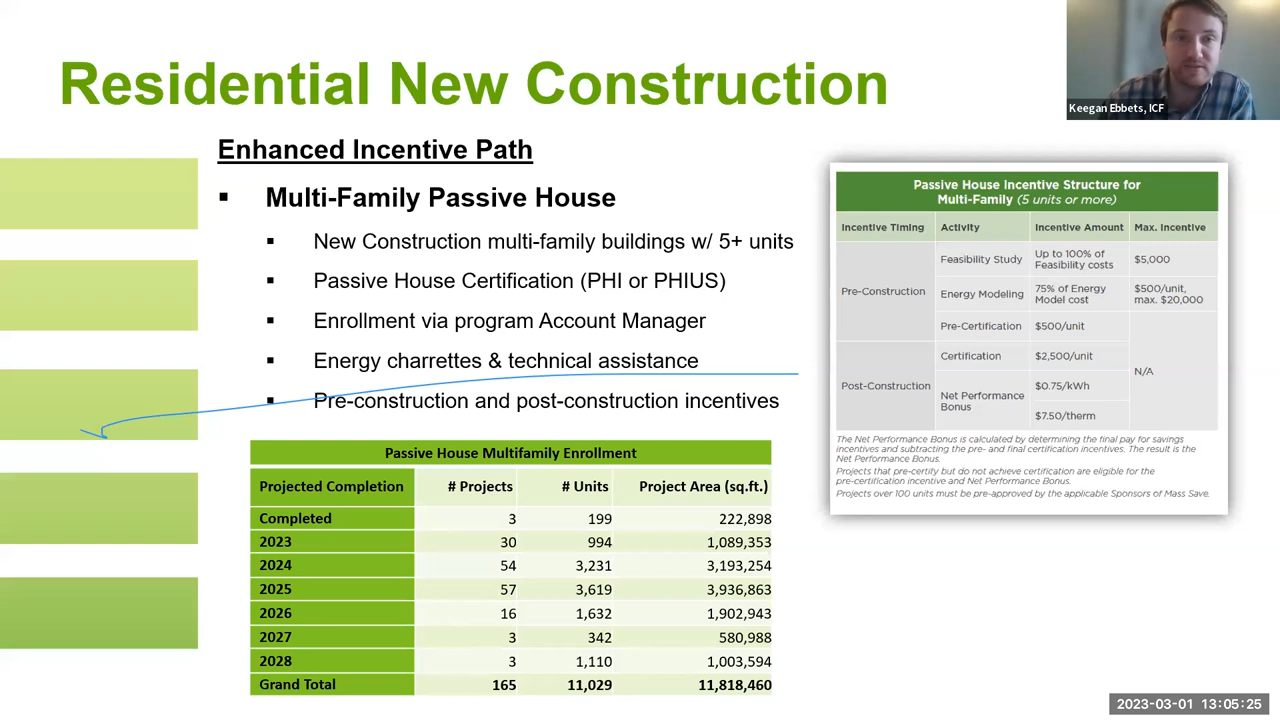 Residential New Construction
Keegan Ebbets, ICF
Enhanced Incentive Path
Multi-Family Passive House
New Construction multi-family buildings w/ 5+ units
Passive House Certification (PHI or PHIUS)
Enrollment via program Account Manager
Energy charrettes & technical assistance
Pre-construction and post-construction incentives
Passive House Multifamily Enrollment
Projected Completion # Projects # Units Project Area (sq.ft.)
Completed 3 199 222,898
2023 30 994 1,089,353
2024 54 3,231 3,193,254
2025 57 3,619 3,936,863
2026 16 1,632 1,902,943
2027 3 342 580,988
2028 3 1,110 1,003,594
Grand Total 165 11,029 11,818,460
Passive House Incentive Structure for
Multi-Family (5 units or more)
Incentive Timing Activity Incentive Amount Max. Incentive
Pre-Construction
Feasibility Study
Up to 100% of
Feasibility costs
$5,000
Energy Modeling
75% of Energy
Model cost
$500/unit,
max. $20,000
Pre-Certification $500/unit
N/A
Post-Construction
Certification $2,500/unit
Net Performance
Bonus
$0.75/kWh
$7.50/therm
The Net Performance Bonus is calculated by determining the final pay for savings
incentives and subtracting the pre- and final certification incentives. The result is the
Net Performance Bonus.
Projects that pre-certify but do not achieve certification are eligible for the
pre-certification incentive and Net Performance Bonus.
Projects over 100 units must be pre-approved by the applicable Sponsors of Mass Save.
2023-03-01 13:05:25